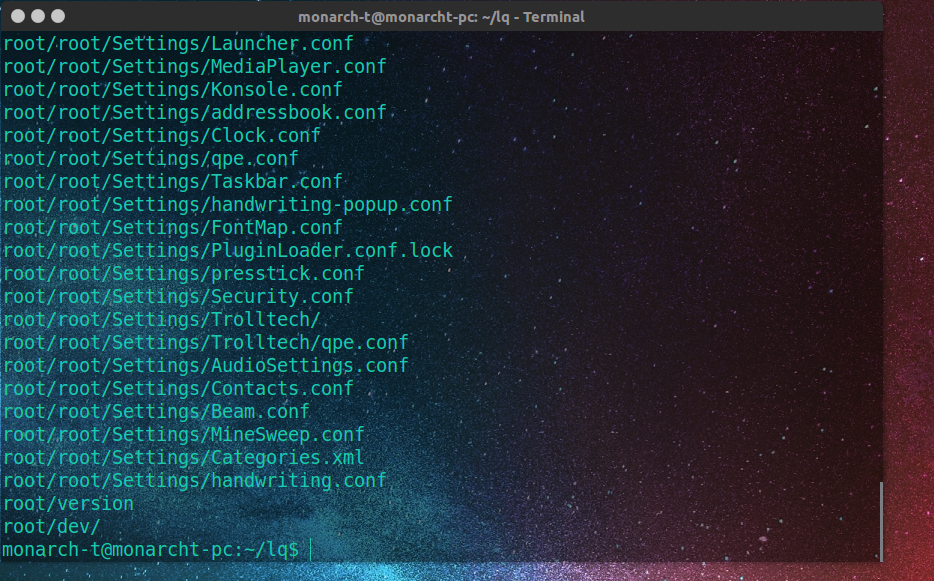 monarch-t@monarcht-pc: ~/lq - Terminal
root/root/Settings/Launcher.conf
root/root/Settings/MediaPlayer.conf
root/root/Settings/Konsole.conf
root/root/Settings/addressbook.conf
root/root/Settings/Clock.conf
root/root/Settings/qpe.conf
root/root/Settings/Taskbar.conf
root/root/Settings/handwriting-popup.conf
root/root/Settings/FontMap.conf
root/root/Settings/PluginLoader.conf.lock
root/root/Settings/presstick.conf
root/root/Settings/Security.conf
root/root/Settings/Trolltech/
root/root/Settings/Trolltech/qpe.conf
root/root/Settings/AudioSettings.conf
root/root/Settings/Contacts.conf
root/root/Settings/Beam.conf
root/root/Settings/MineSweep.conf
root/root/Settings/Categories.xml
root/root/Settings/handwriting.conf
root/version
root/dev/
monarch-t@monarcht-pc:~/lq$